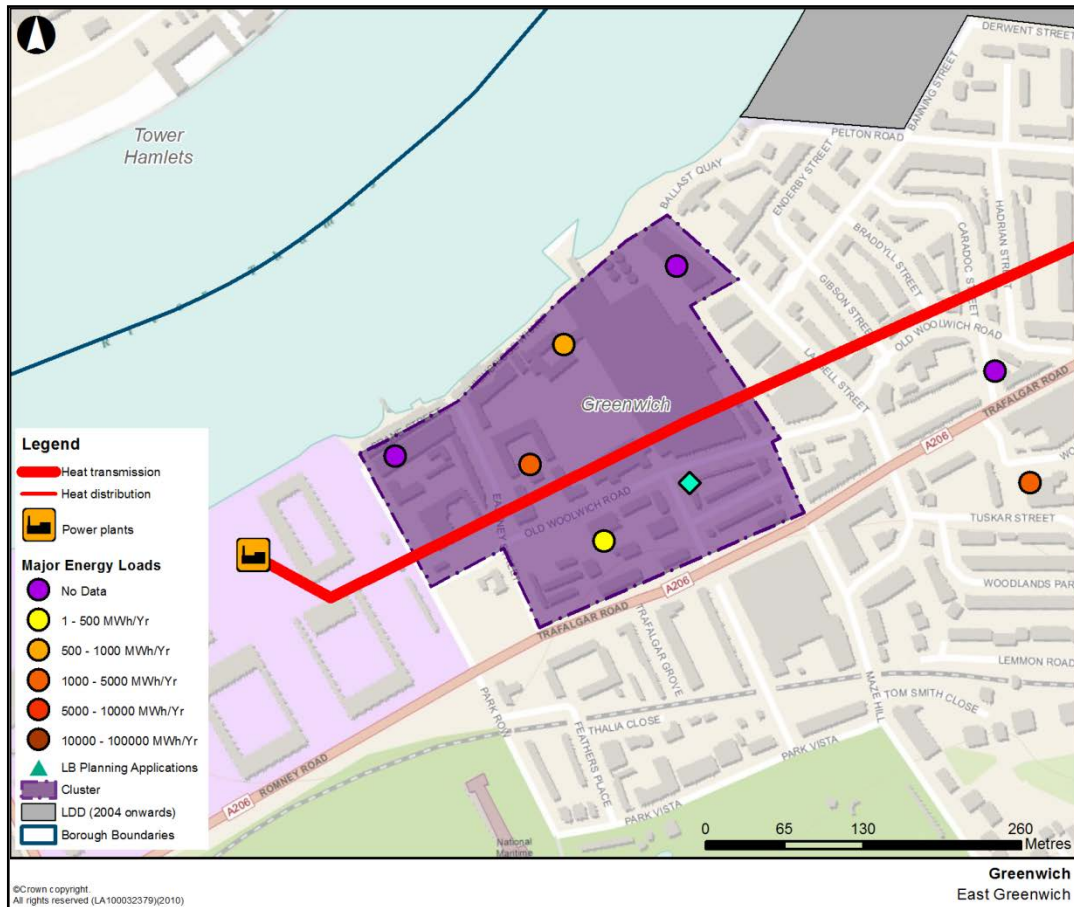 Tower
Hamlets
DERWENT STREET
BANNING STREET
PELTON ROAD
BALLAST QUAY
ENDERBY STREET
HADRIAN STREET
CARADOC STREET
BRADDYLL STREET
GIBSON STREET
OLD WOOLWICH ROAD
LASSELL STREET
TRAFALGAR ROAD
A206
Greenwich
EA
NEY
OLD WOOLWICH ROAD
TUSKAR STREET
WOODLANDS PAR
A206
TRAFALGAR ROAD
TRAFALGAR GROVE
LEMMON ROAD
MAZE HILL
TOM SMITH CLOSE
PARK ROW
THALIA CLOSE
FEATHERS PLACE
PARK VISTA
PARK VISTA
ROMNEY ROAD
A206
National
Maritime
Legend
Heat transmission
Heat distribution
Power plants
Major Energy Loads
No Data
1 - 500 MWh/Yr
500 - 1000 MWh/Yr
1000 - 5000 MWh/Yr
5000 - 10000 MWh/Yr
10000 - 100000 MWh/Yr
LB Planning Applications
Cluster
LDD (2004 onwards)
Borough Boundaries
0 65 130 260
Metres
Greenwich
East Greenwich
©Crown copyright.
All rights reserved (LA100032379)(2010)